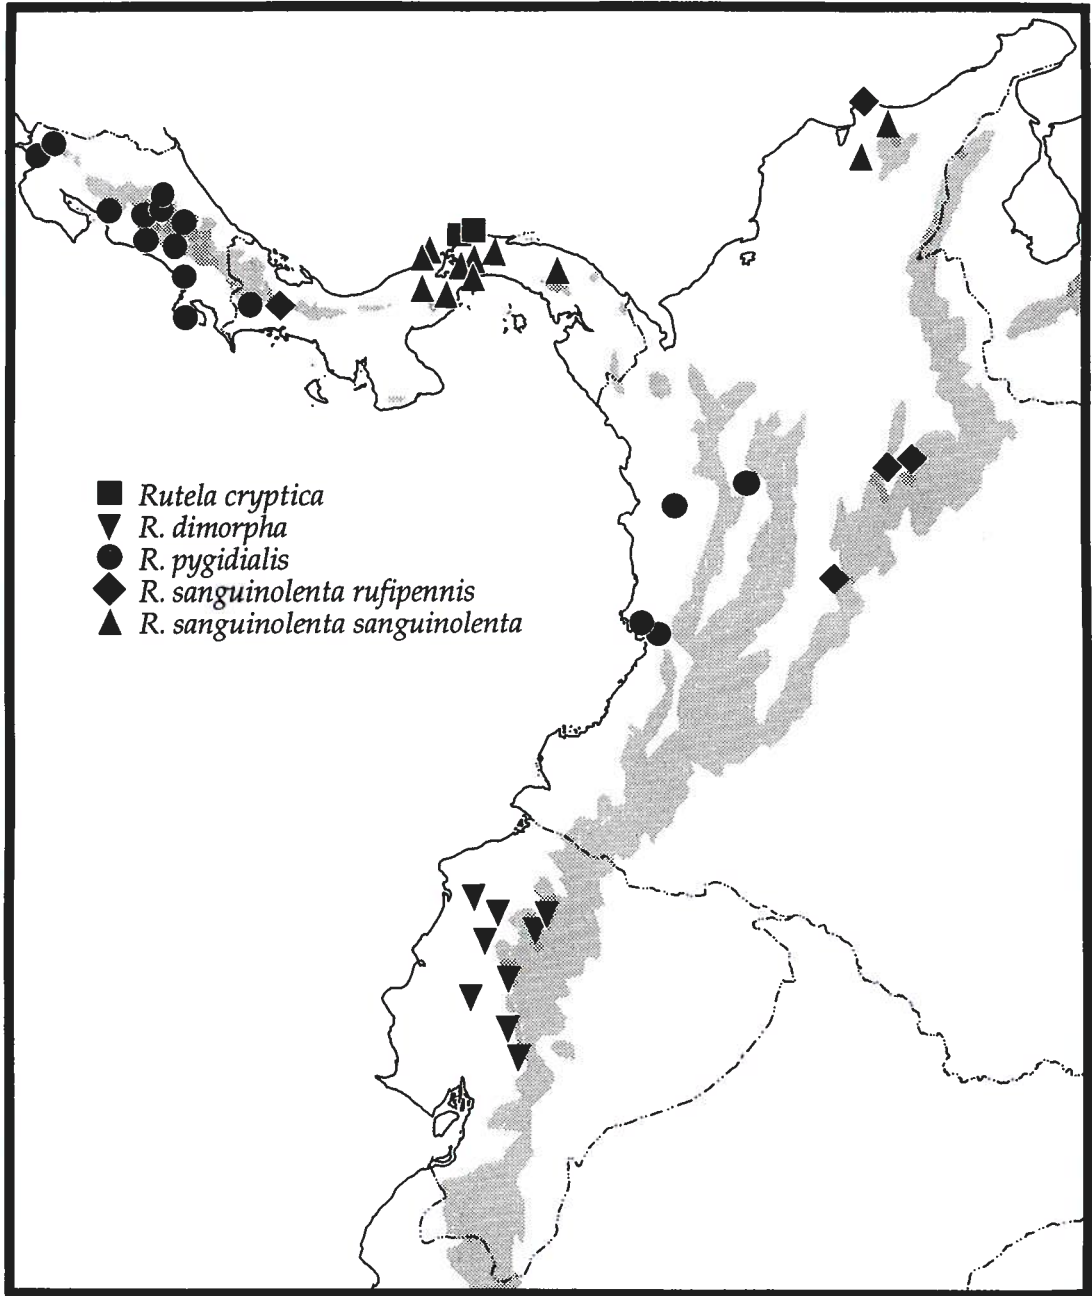 Rutela cryptica
R. dimorpha
R. pygidialis
R. sanguinolenta rufipennis
R. sanguinolenta sanguinolenta